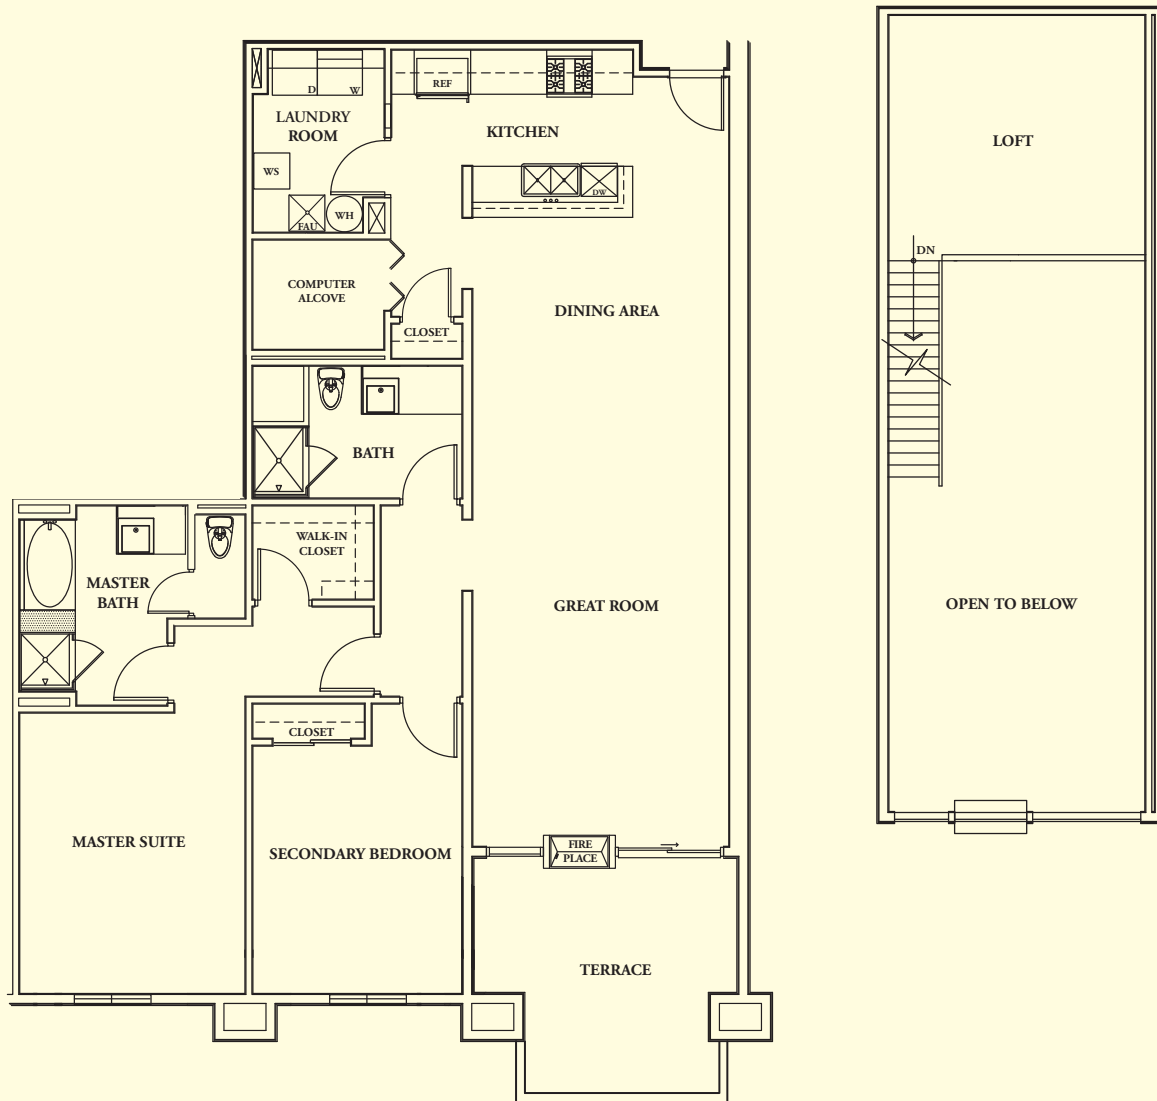 REF
D W
LAUNDRY
ROOM
KITCHEN
WS
DW
FAU
WH
COMPUTER
ALCOVE
DINING AREA
CLOSET
BATH
WALK-IN
CLOSET
MASTER
BATH
GREAT ROOM
CLOSET
MASTER SUITE
SECONDARY BEDROOM
FIRE
PLACE
TERRACE
LOFT
DN
OPEN TO BELOW